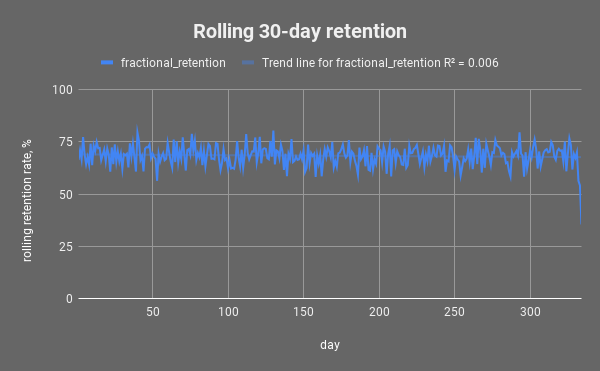 Rolling 30-day retention
fractional_retention
Trend line for fractional_retention R² = 0.006
rolling retention rate, %
100
75
50
25
0
50 100 150 200 250 300
day